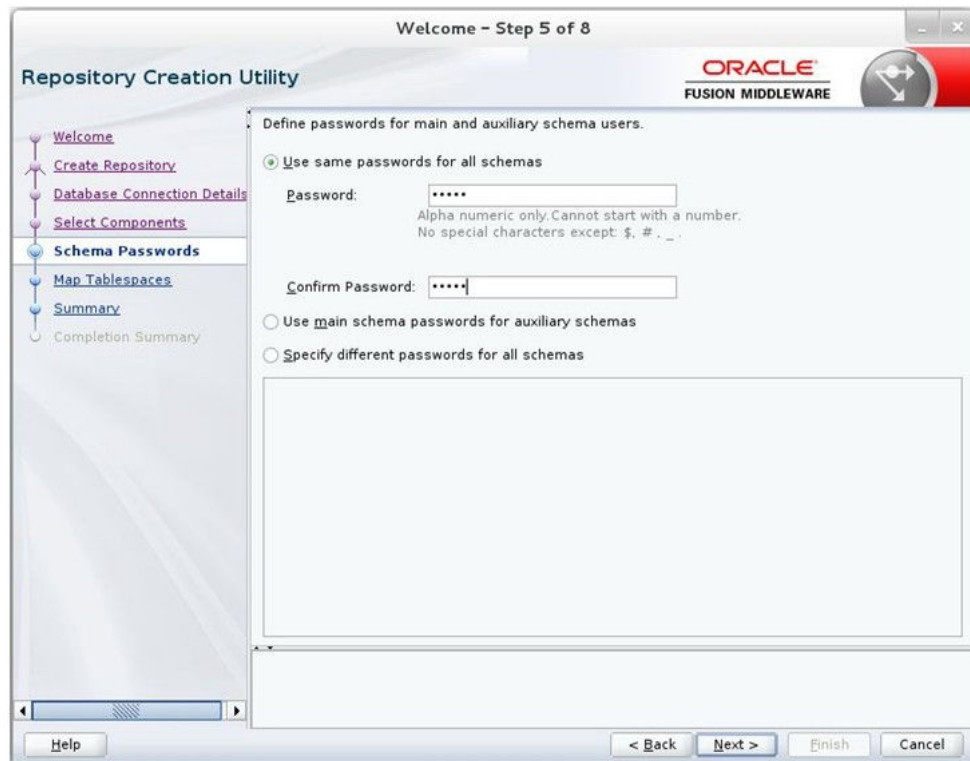 Welcome - Step 5 of 8
Repository Creation Utility
ORACLE
FUSION MIDDLEWARE
Welcome
Create Repository
Database Connection Details
Select Components
Schema Passwords
Map Tablespaces
Summary
Completion Summary
Define passwords for main and auxiliary schema users.
Use same passwords for all schemas
Password: •••••
Alpha numeric only.Cannot start with a number.
No special characters except: $, # , _ .
Confirm Password: •••••
Use main schema passwords for auxiliary schemas
Specify different passwords for all schemas
Help
< Back
Next >
Finish
Cancel